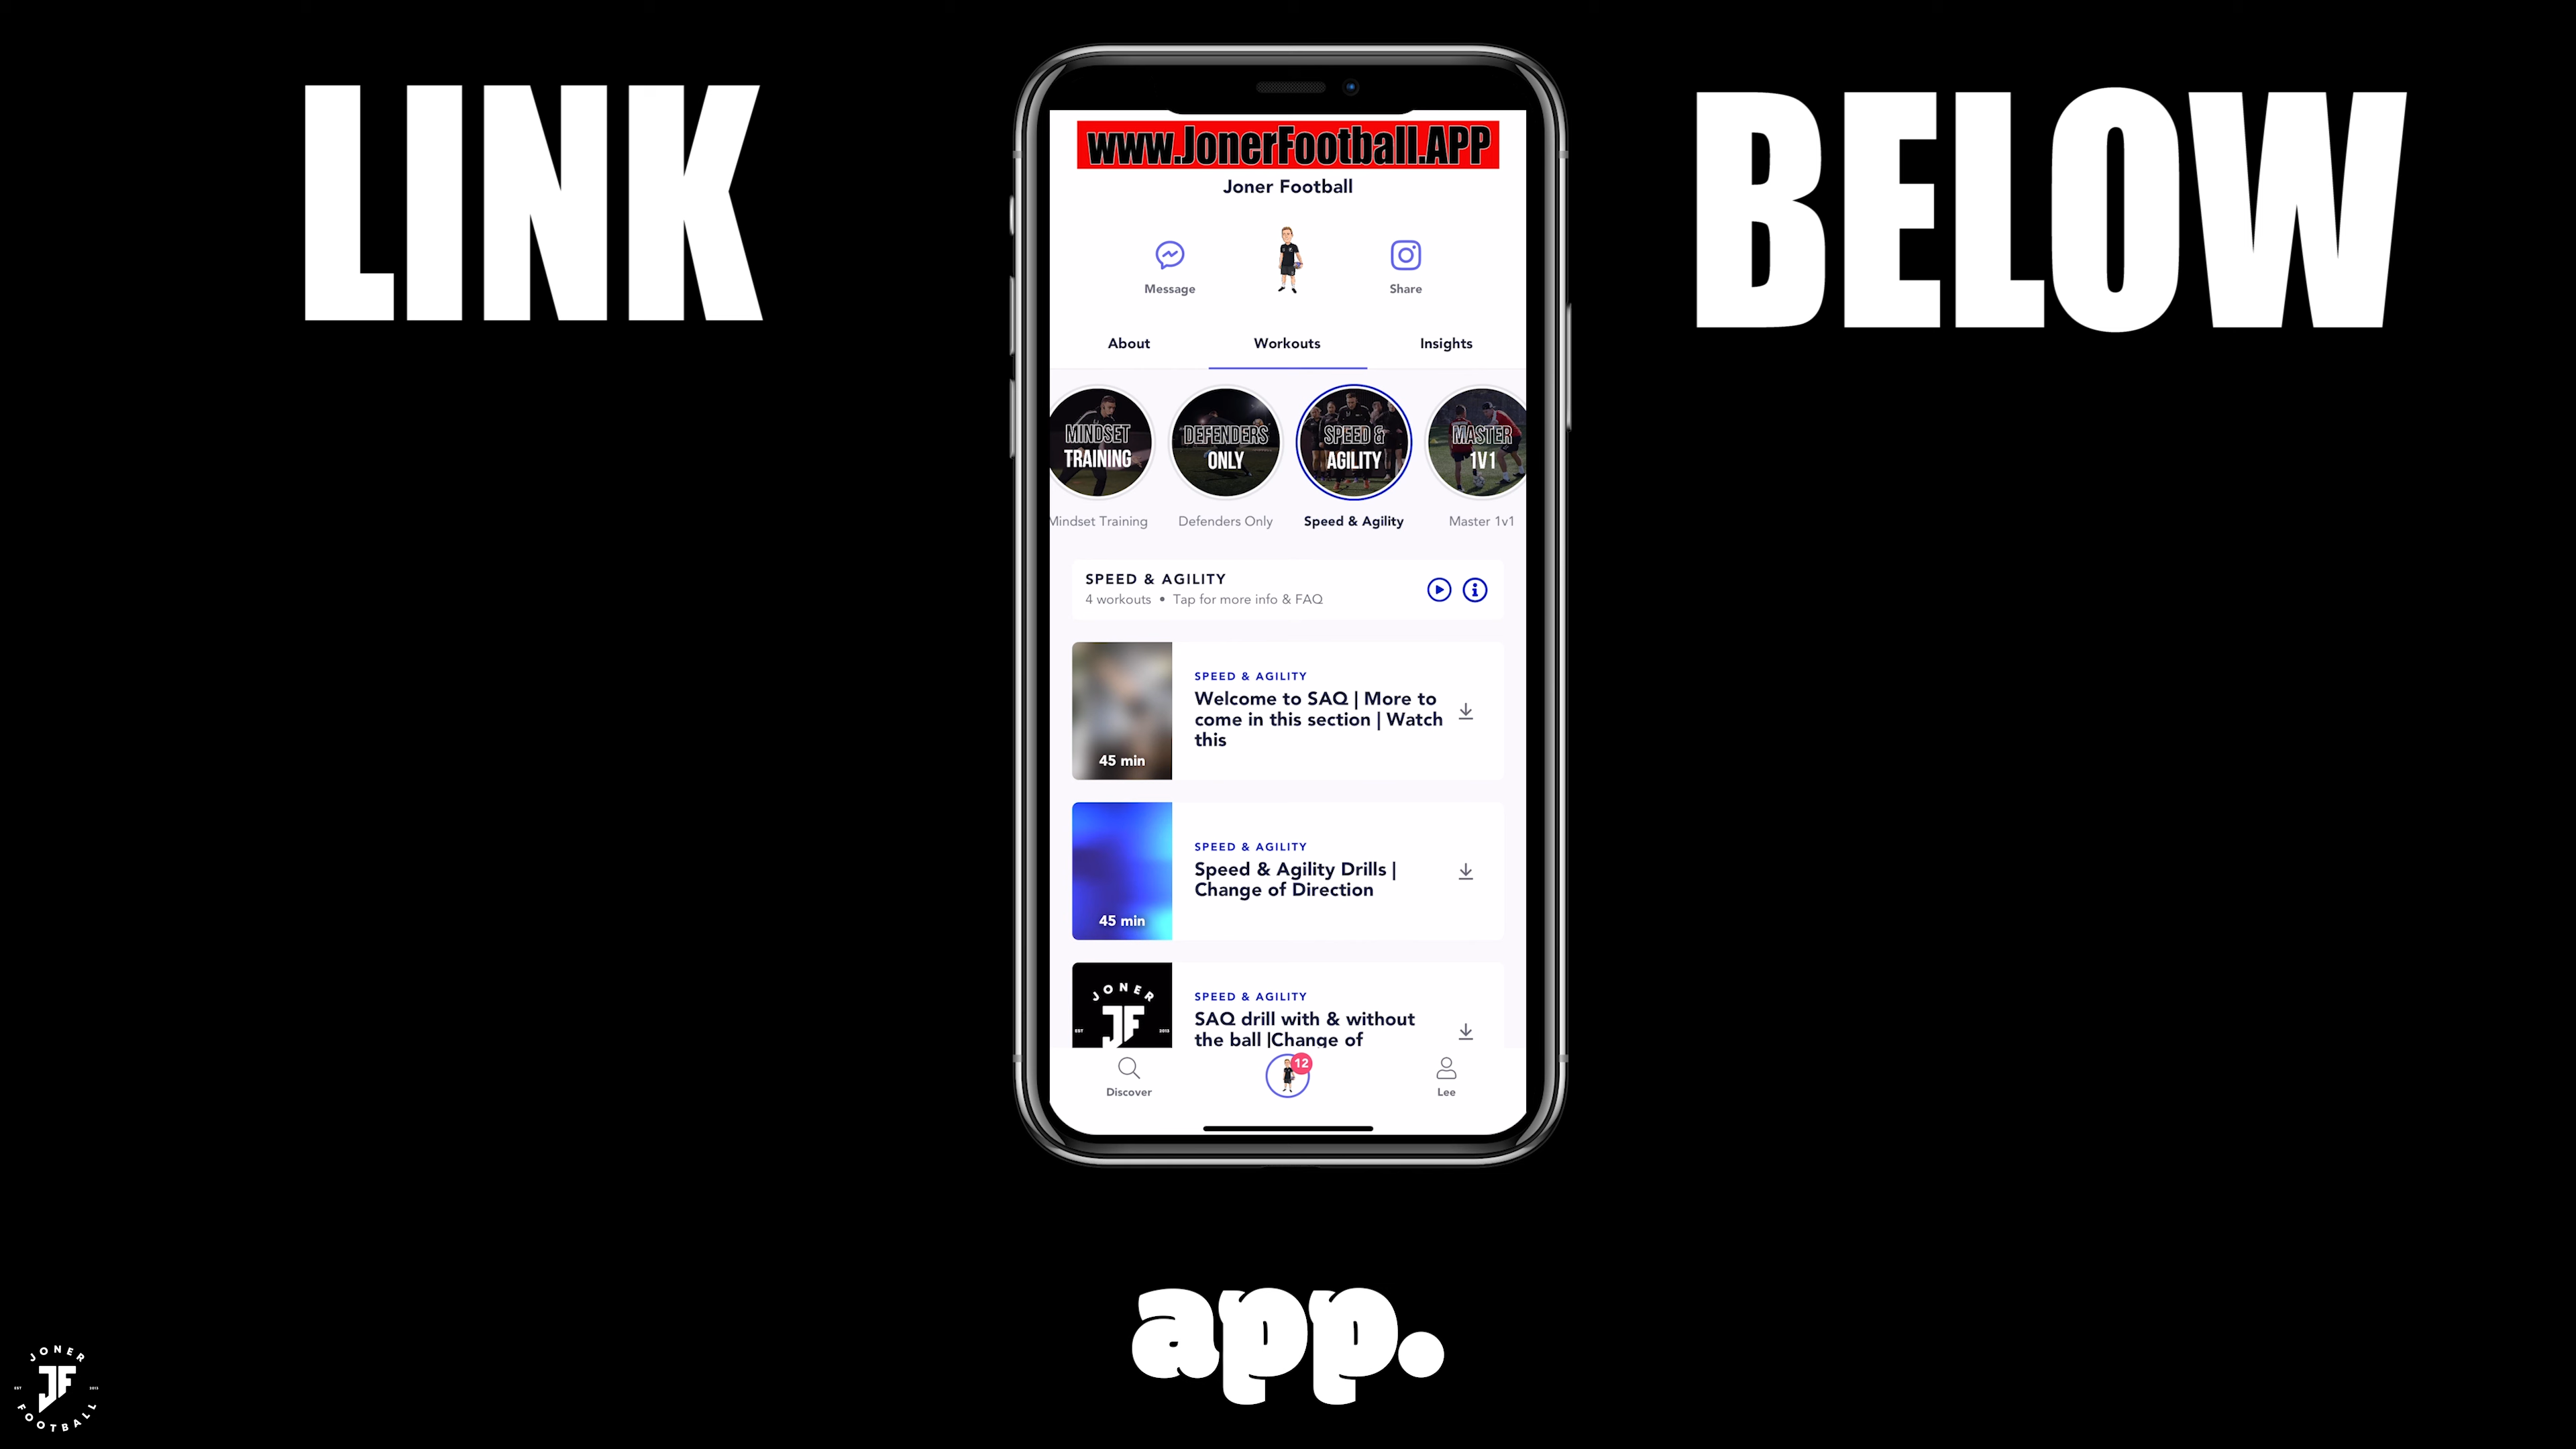 LINK
BELOW
www.JonerFootball.APP
Joner Football
Message
Share
About
Workouts
Insights
MINDSET
TRAINING
DEFENDERS
ONLY
SPEED &
AGILITY
MASTER
1V1
Mindset Training
Defenders Only
Speed & Agility
Master 1v1
SPEED & AGILITY
4 workouts • Tap for more info & FAQ
SPEED & AGILITY
Welcome to SAQ | More to
come in this section | Watch
this
45 min
SPEED & AGILITY
Speed & Agility Drills |
Change of Direction
45 min
JONER
EST
JF
2013
SPEED & AGILITY
SAQ drill with & without
the ball |Change of
12
Discover
Lee
app.
JONER
EST
JF
2013
FOOTBALL